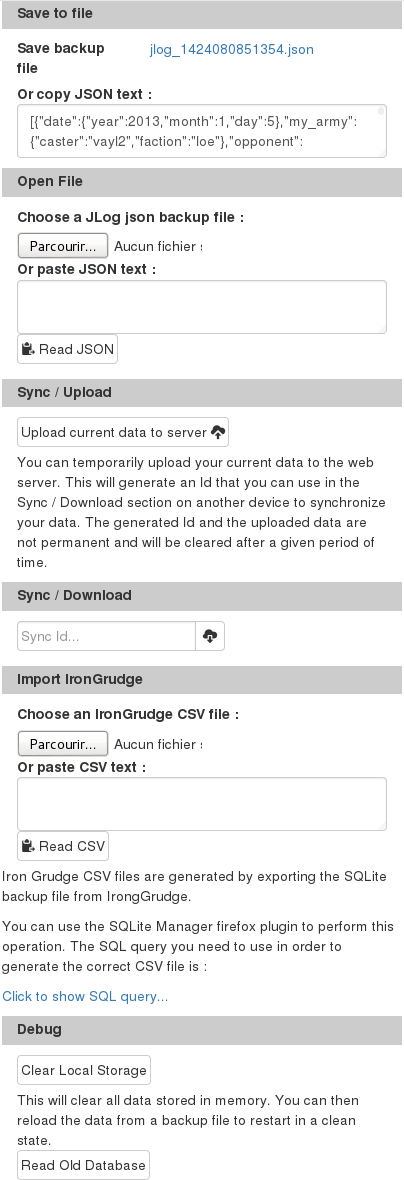 Save to file
Save backup file
jlog_1424080851354.json
Or copy JSON text :
[{"date":{"year":2013,"month":1,"day":5},"my_army":
{"caster":"vayl2","faction":"loe"},"opponent":
Open File
Choose a JLog json backup file :
Parcourir... Aucun fichier
Or paste JSON text :
Read JSON
Sync / Upload
Upload current data to server
You can temporarily upload your current data to the web
server. This will generate an Id that you can use in the
Sync / Download section on another device to synchronize
your data. The generated Id and the uploaded data are
not permanent and will be cleared after a given period of
time.
Sync / Download
Sync Id...
Import IronGrudge
Choose an IronGrudge CSV file :
Parcourir... Aucun fichier
Or paste CSV text :
Read CSV
Iron Grudge CSV files are generated by exporting the SQLite
backup file from IrongGrudge.
You can use the SQLite Manager firefox plugin to perform this
operation. The SQL query you need to use in order to
generate the correct CSV file is :
Click to show SQL query...
Debug
Clear Local Storage
This will clear all data stored in memory. You can then
reload the data from a backup file to restart in a clean
state.
Read Old Database